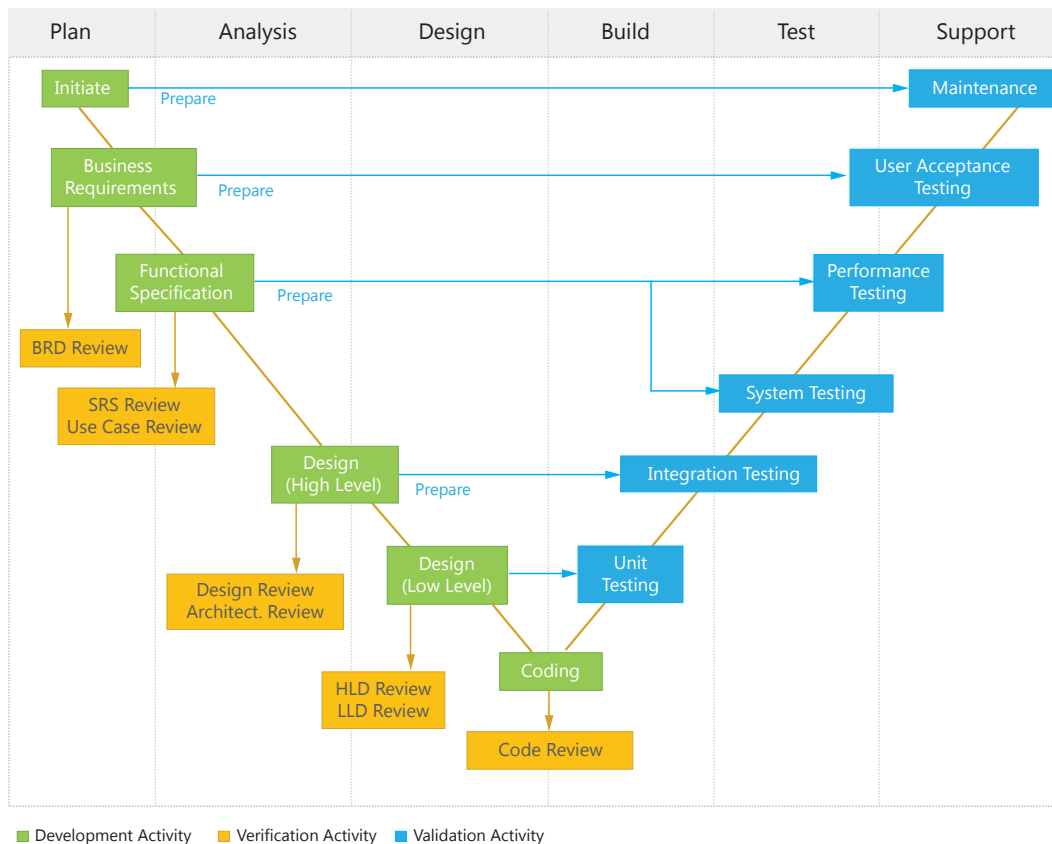 Plan
Analysis
Design
Build
Test
Support
Initiate
Prepare
Maintenance
Business
Requirements
Prepare
User Acceptance
Testing
Functional
Specification
Prepare
Performance
Testing
BRD Review
SRS Review
Use Case Review
System Testing
Design
(High Level)
Prepare
Integration Testing
Design
(Low Level)
Unit
Testing
Design Review
Architect. Review
Coding
HLD Review
LLD Review
Code Review
Development Activity
Verification Activity
Validation Activity